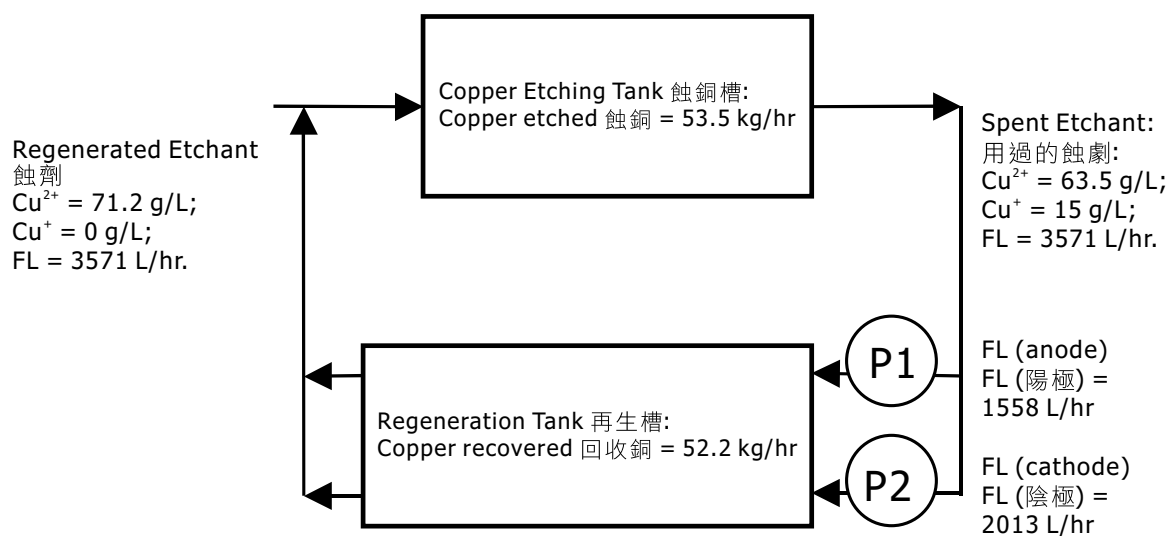 Copper Etching Tank 蝕銅槽:
Copper etched 蝕銅 = 53.5 kg/hr
Regenerated Etchant
蝕劑
Cu²⁺ = 71.2 g/L;
Cu⁺ = 0 g/L;
FL = 3571 L/hr.
Spent Etchant:
用過的蝕劇:
Cu²⁺ = 63.5 g/L;
Cu⁺ = 15 g/L;
FL = 3571 L/hr.
Regeneration Tank 再生槽:
Copper recovered 回收銅 = 52.2 kg/hr
P1
FL (anode)
FL (陽極) =
1558 L/hr
P2
FL (cathode)
FL (陰極) =
2013 L/hr